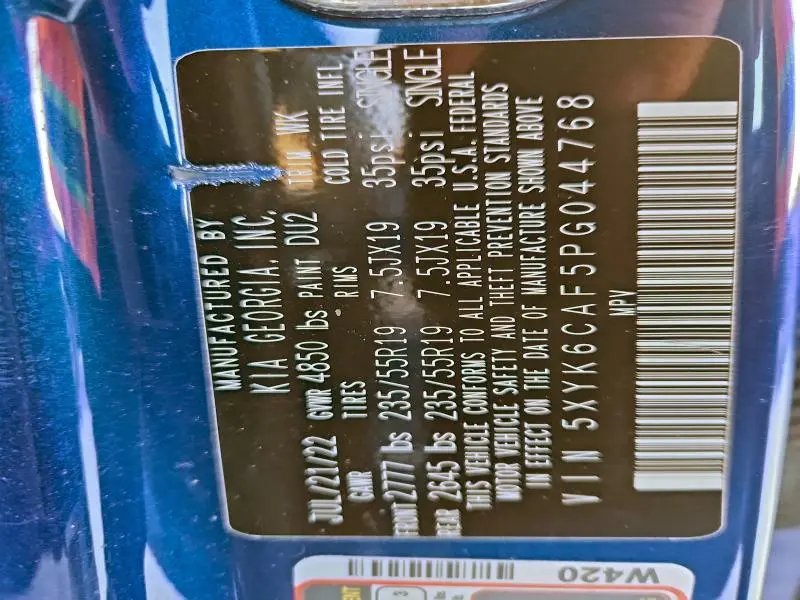 MANUFACTURED BY
KIA GEORGIA, INC.
JUL/21/22 GVWR 4850 lbs PAINT DU2 TRIM WK
GAWR TIRES RIMS COLD TIRE INFL
FRONT 2777 lbs 235/55R19 7.5JX19 35psi SINGLE
REAR 2645 lbs 235/55R19 7.5JX19 35psi SINGLE
THIS VEHICLE CONFORMS TO ALL APPLICABLE U.S.A. FEDERAL
MOTOR VEHICLE SAFETY AND THEFT PREVENTION STANDARDS
IN EFFECT ON THE DATE OF MANUFACTURE SHOWN ABOVE
VIN 5XYK6CAF5PG044768
MPV
W420
3